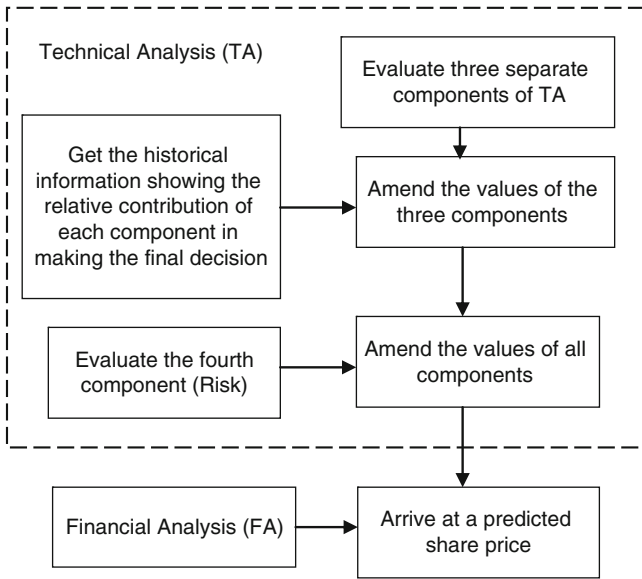 Technical Analysis (TA)
Evaluate three separate
components of TA
Get the historical
information showing the
relative contribution of
each component in
making the final decision
Amend the values of the
three components
Evaluate the fourth
component (Risk)
Amend the values of all
components
Financial Analysis (FA)
Arrive at a predicted
share price